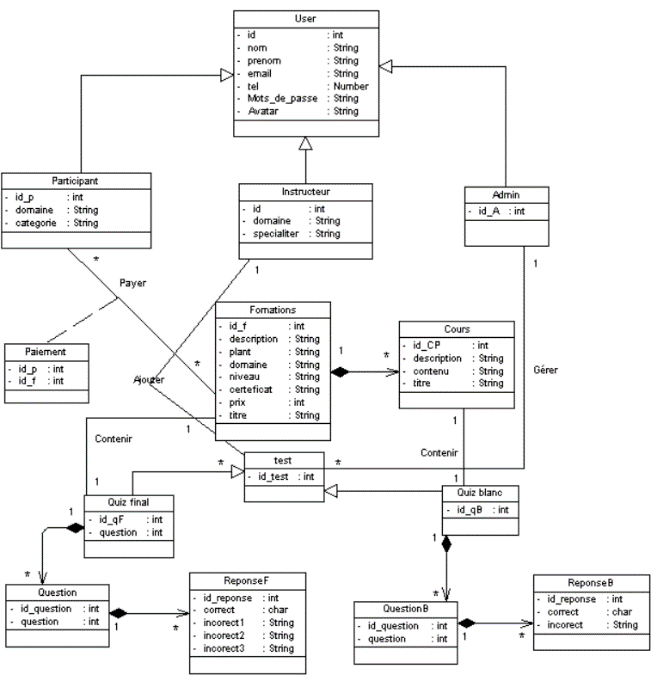 User
- id : int
- nom : String
- prenom : String
- email : String
- tel : Number
- Mots_de_passe : String
- Avatar : String
Participant
- id_p : int
- domaine : String
- categorie : String
Instructeur
- id : int
- domaine : String
- specialiter : String
Admin
- id_A : int
* 1 1
Payer
Paiement
- id_p : int
- id_f : int
Fomations
- id_f : int
- description : String
- plant : String
- domaine : String
- niveau : String
- certeficat : String
- prix : int
- titre : String
Cours
- id_CP : int
- description : String
- contenu : String
- titre : String
1 *
*
Ajouter
Gérer
1 1
Contenir
Contenir
test
- id_test : int
* *
1 1
Quiz final
- id_qF : int
- question : int
Quiz blanc
- id_qB : int
1 1
* *
Question
- id_question : int
- question : int
1 *
ReponseF
- id_reponse : int
- correct : char
- incorect1 : String
- incorect2 : String
- incorect3 : String
QuestionB
- id_question : int
- question : int
1 *
ReponseB
- id_reponse : int
- correct : char
- incorect : String